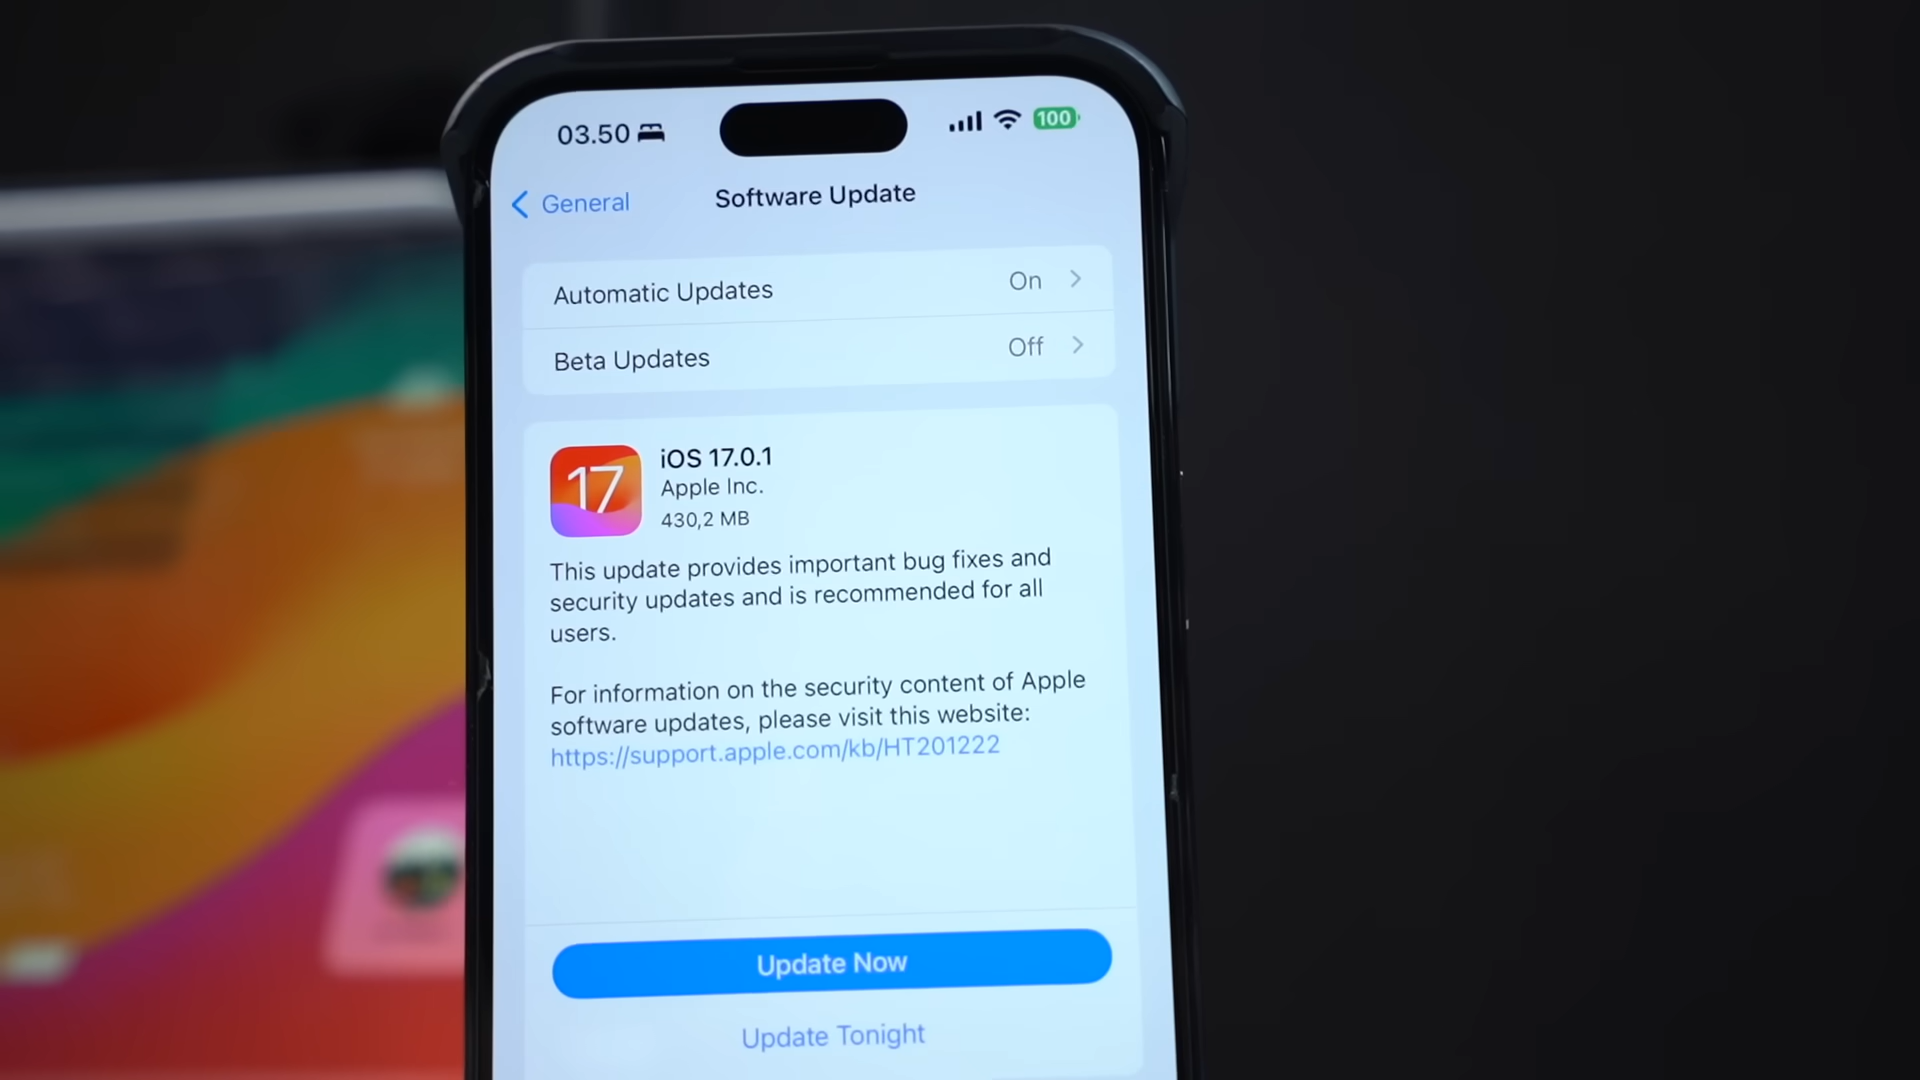 03.50
100
General
Software Update
Automatic Updates On
Beta Updates Off
17
iOS 17.0.1
Apple Inc.
430,2 MB
This update provides important bug fixes and
security updates and is recommended for all
users.
For information on the security content of Apple
software updates, please visit this website:
https://support.apple.com/kb/HT201222
Update Now
Update Tonight